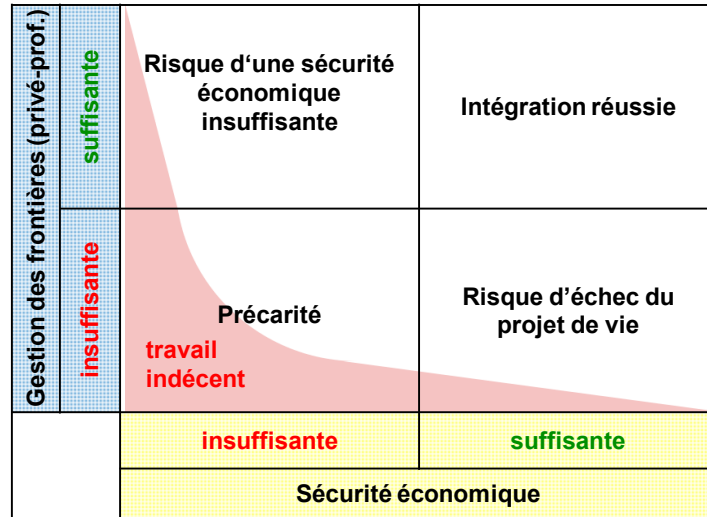 Gestion des frontières (privé-prof.)
suffisante
Risque d‘une sécurité
économique
insuffisante
Intégration réussie
insuffisante
Précarité
travail
indécent
Risque d'échec du
projet de vie
insuffisante
suffisante
Sécurité économique